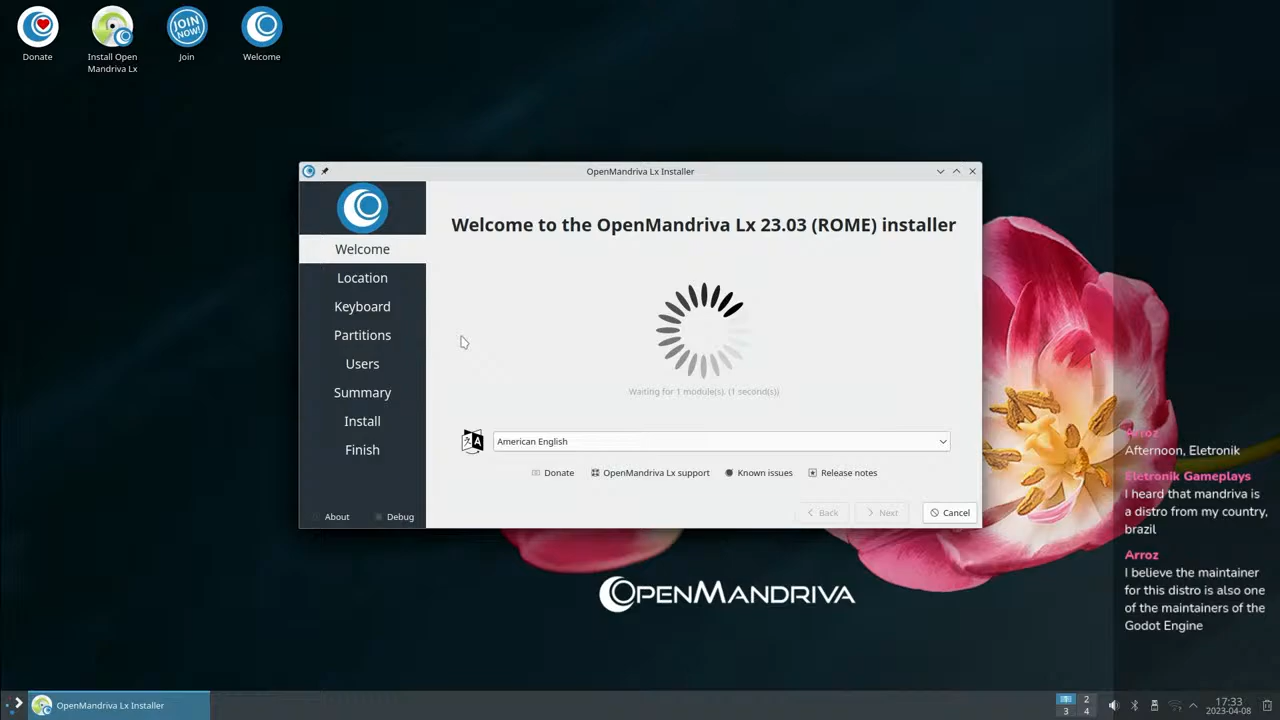 Donate
Install Open
Mandriva Lx
JOIN
NOW!
Join
Welcome
OpenMandriva Lx Installer
Welcome
Location
Keyboard
Partitions
Users
Summary
Install
Finish
About
Debug
Welcome to the OpenMandriva Lx 23.03 (ROME) installer
Waiting for 1 module(s). (1 second(s))
American English
Donate
OpenMandriva Lx support
Known issues
Release notes
Back
Next
Cancel
OPENMANDRIVA
Arroz
Afternoon, Eletronik
Eletronik Gameplays
I heard that mandriva is
a distro from my country,
brazil
Arroz
I believe the maintainer
for this distro is also one
of the maintainers of the
Godot Engine
OpenMandriva Lx Installer
1 2
3 4
17:33
2023-04-08